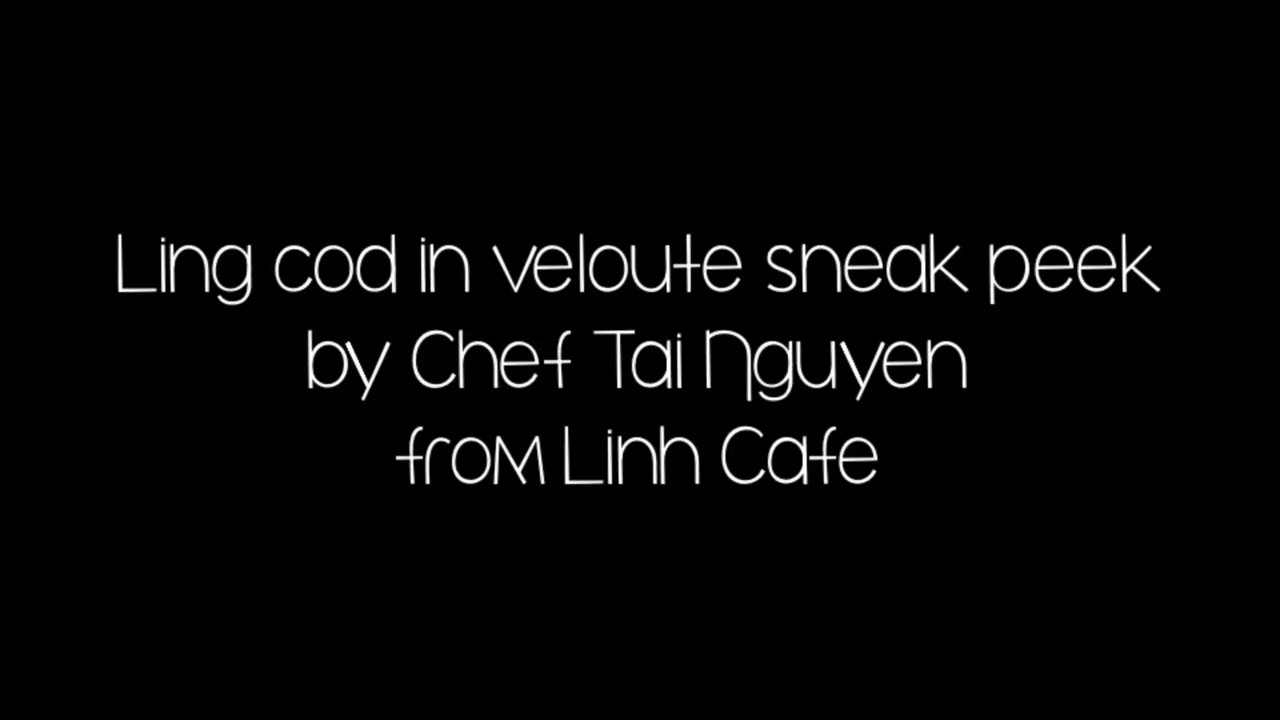 Ling cod in veloute sneak peek
by Chef Tai Nguyen
from Linh Cafe